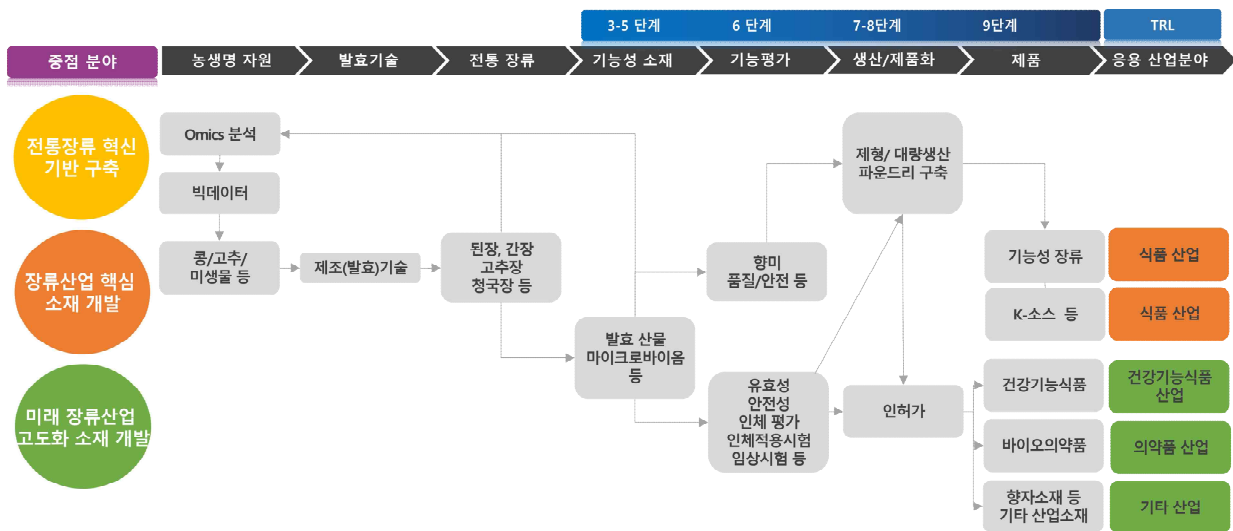 3-5 단계
6 단계
7-8단계
9단계
TRL
중점 분야
농생명 자원
발효기술
전통 장류
기능성 소재
기능평가
생산/제품화
제품
응용 산업분야
전통장류 혁신
기반 구축
Omics 분석
빅데이터
제형/ 대량생산
파운드리 구축
장류산업 핵심
소재 개발
콩/고추/
미생물 등
제조(발효)기술
된장, 간장
고추장
청국장 등
향미
품질/안전 등
기능성 장류
식품 산업
K-소스 등
식품 산업
발효 산물
마이크로바이옴
등
미래 장류산업
고도화 소재 개발
유효성
안전성
인체 평가
인체적용시험
임상시험 등
인허가
건강기능식품
건강기능식품
산업
바이오의약품
의약품 산업
향자소재 등
기타 산업소재
기타 산업